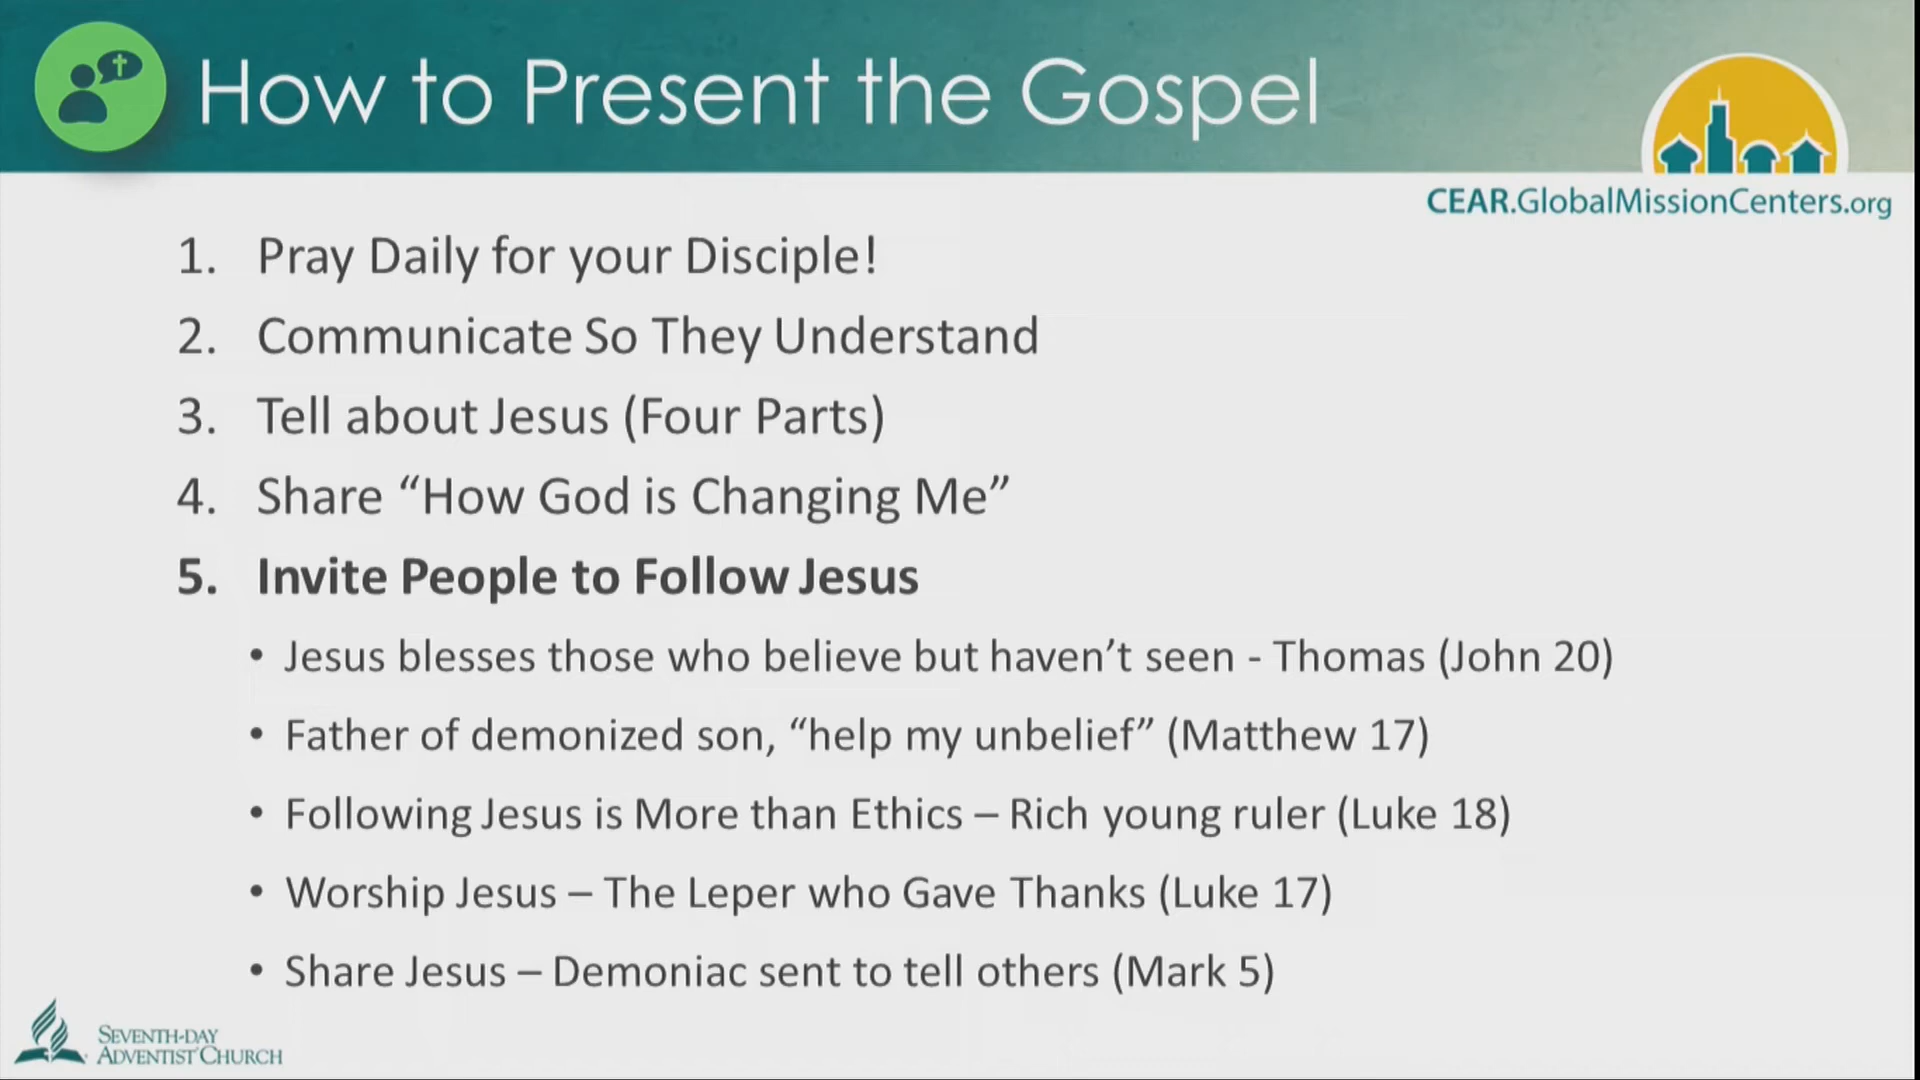 How to Present the Gospel
CEAR.GlobalMissionCenters.org
1. Pray Daily for your Disciple!
2. Communicate So They Understand
3. Tell about Jesus (Four Parts)
4. Share “How God is Changing Me”
5. Invite People to Follow Jesus
• Jesus blesses those who believe but haven’t seen - Thomas (John 20)
• Father of demonized son, “help my unbelief” (Matthew 17)
• Following Jesus is More than Ethics – Rich young ruler (Luke 18)
• Worship Jesus – The Leper who Gave Thanks (Luke 17)
• Share Jesus – Demoniac sent to tell others (Mark 5)
SEVENTH-DAY
ADVENTIST CHURCH